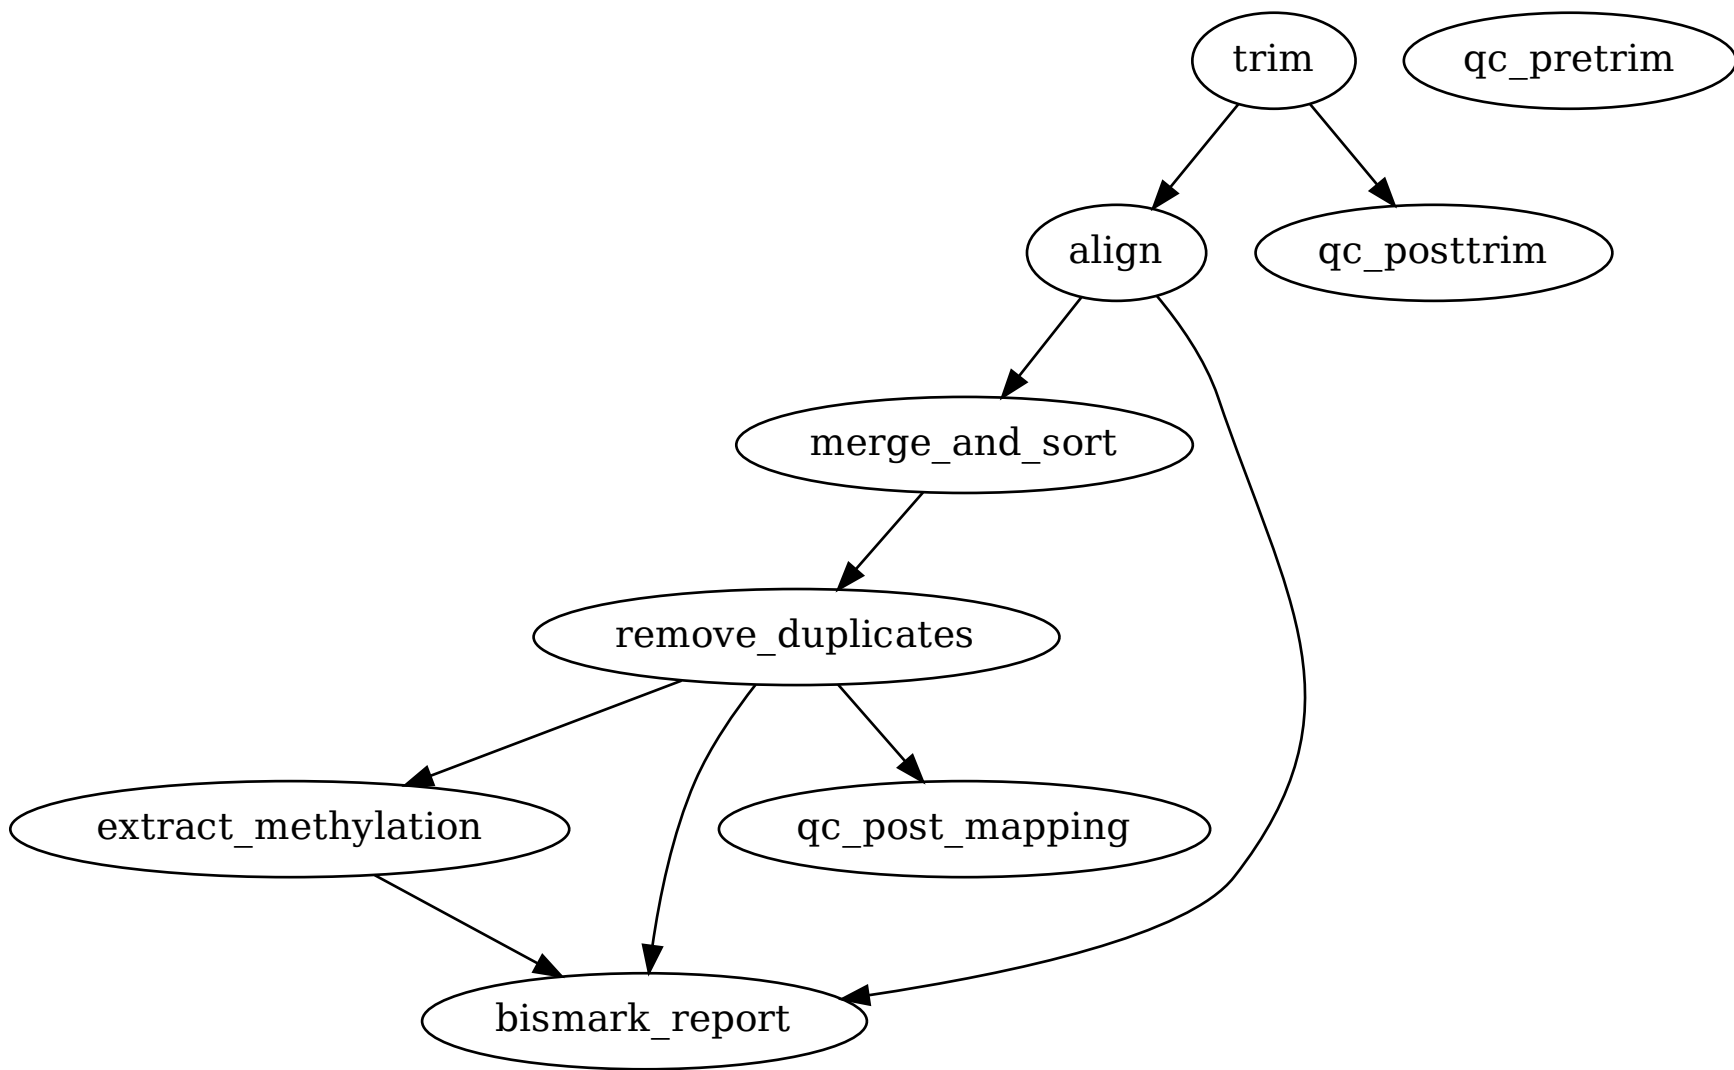 trim
qc_pretrim
align
qc_posttrim
merge_and_sort
remove_duplicates
extract_methylation
qc_post_mapping
bismark_report